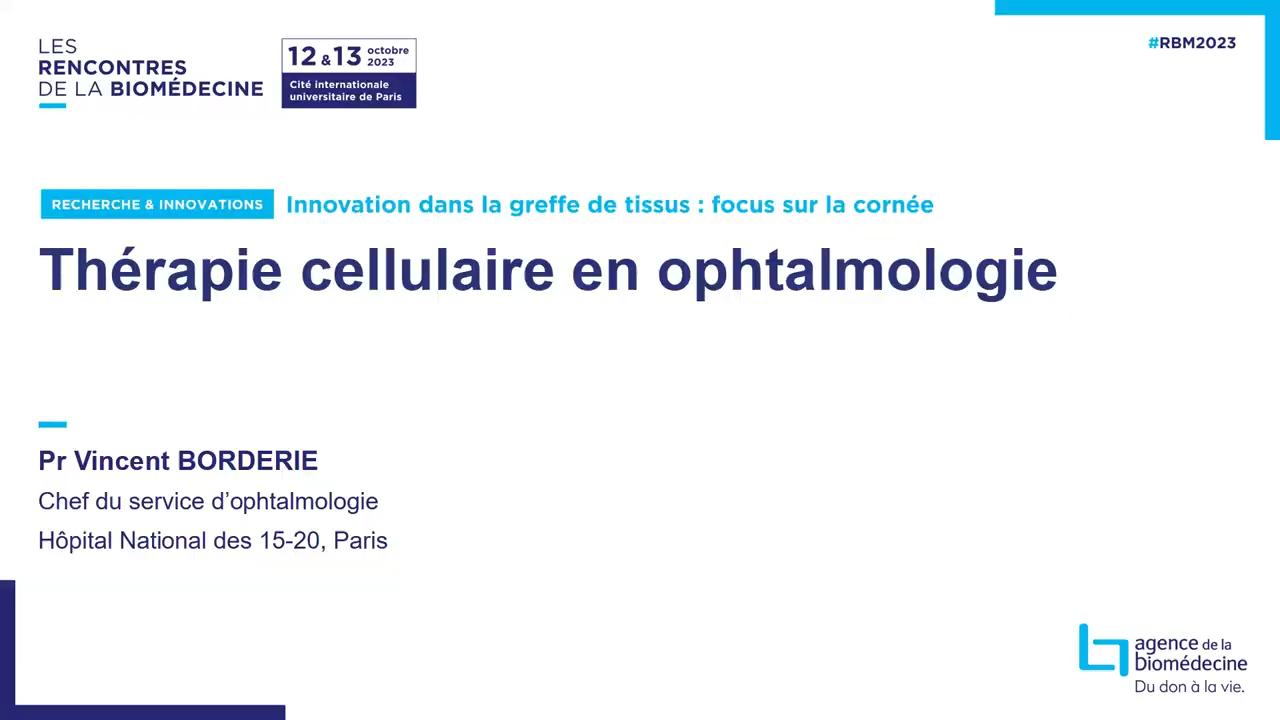 LES
RENCONTRES
DE LA BIOMÉDECINE
12 & 13 octobre 2023
Cité internationale
universitaire de Paris
#RBM2023
RECHERCHE & INNOVATIONS Innovation dans la greffe de tissus : focus sur la cornée
Thérapie cellulaire en ophtalmologie
Pr Vincent BORDERIE
Chef du service d’ophtalmologie
Hôpital National des 15-20, Paris
agence de la
biomédecine
Du don à la vie.